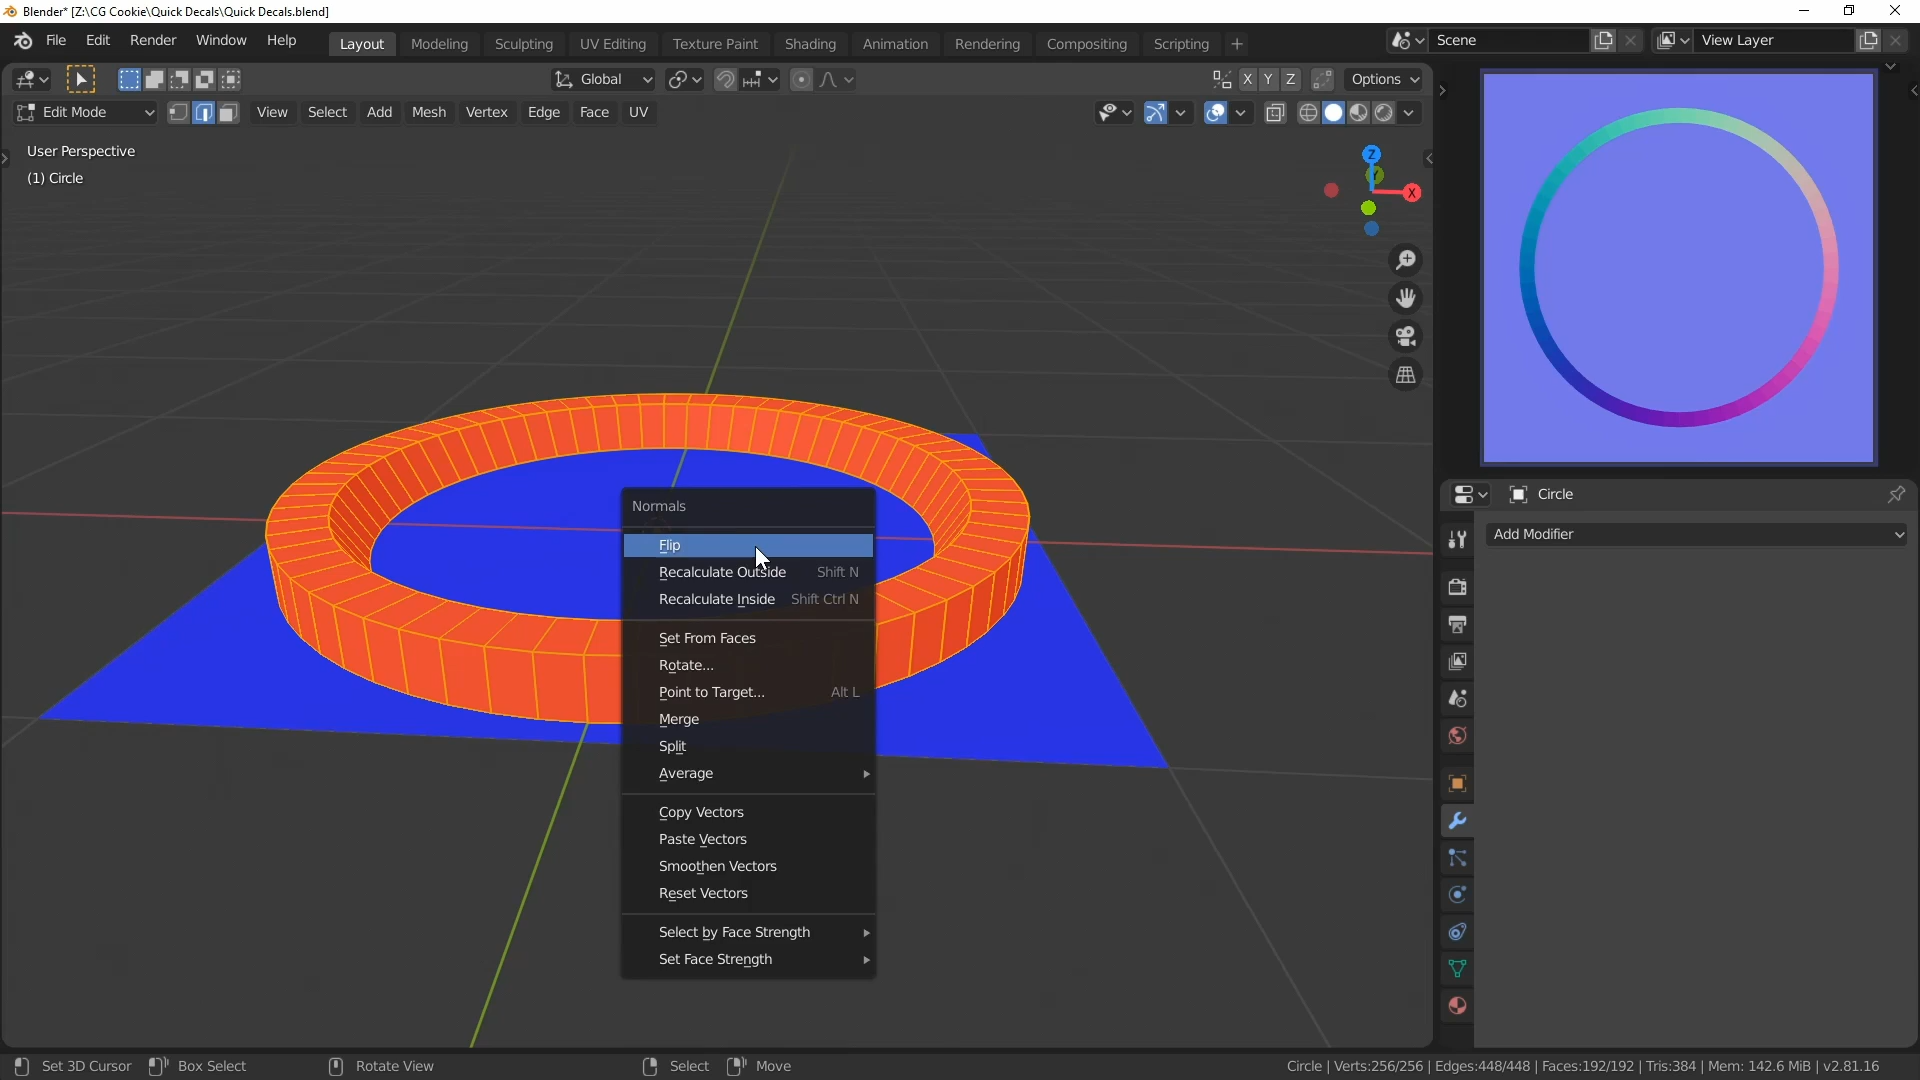 Blender* [Z:\CG Cookie\Quick Decals\Quick Decals.blend]
File Edit Render Window Help Layout Modeling Sculpting UV Editing Texture Paint Shading Animation Rendering Compositing Scripting + Scene View Layer
Global X Y Z Options
Edit Mode View Select Add Mesh Vertex Edge Face UV
User Perspective
(1) Circle
Z
Y
X
Circle
Add Modifier
Normals
Flip
Recalculate Outside Shift N
Recalculate Inside Shift Ctrl N
Set From Faces
Rotate...
Point to Target... Alt L
Merge
Split
Average
Copy Vectors
Paste Vectors
Smoothen Vectors
Reset Vectors
Select by Face Strength
Set Face Strength
Set 3D Cursor Box Select Rotate View Select Move Circle | Verts:256/256 | Edges:448/448 | Faces:192/192 | Tris:384 | Mem: 142.6 MiB | v2.81.16